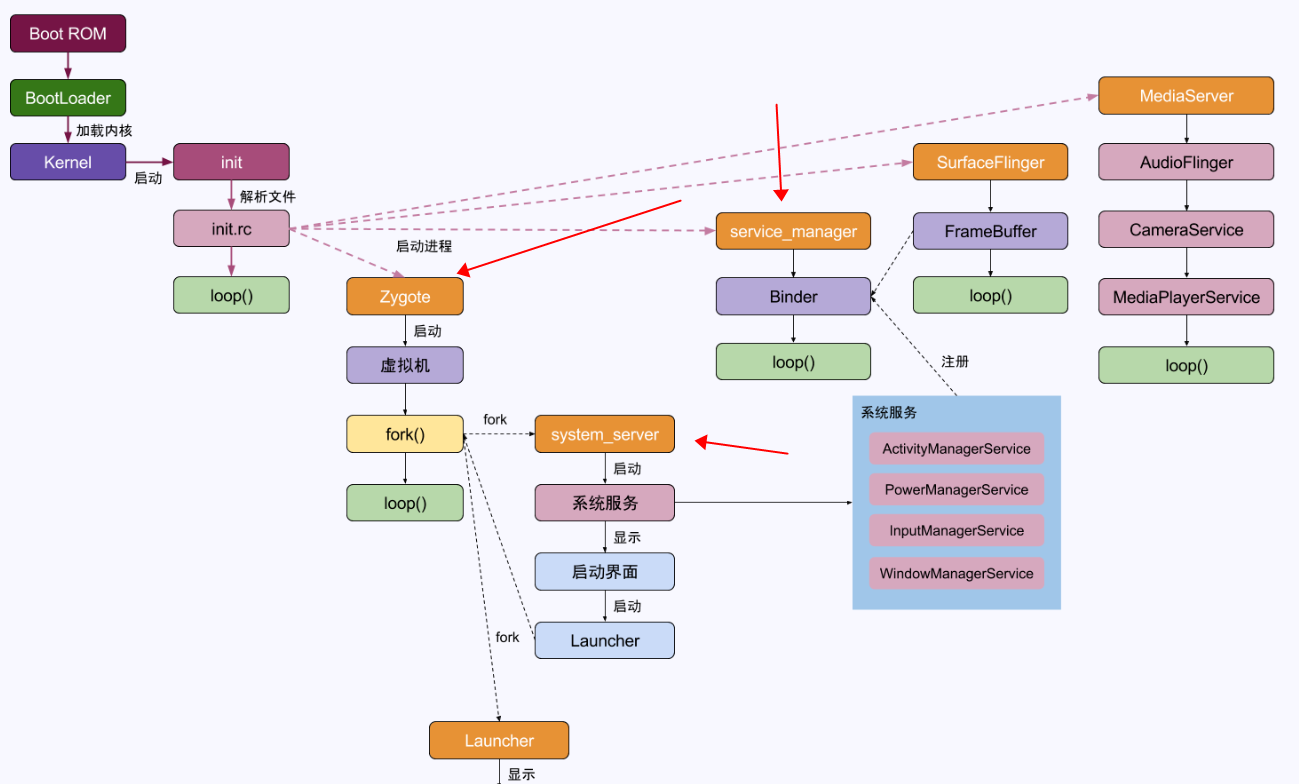 Boot ROM
BootLoader
加载内核
Kernel
启动
init
解析文件
init.rc
loop()
启动进程
Zygote
启动
虚拟机
fork()
fork
loop()
system_server
启动
系统服务
显示
启动界面
启动
Launcher
fork
Launcher
显示
service_manager
Binder
loop()
注册
SurfaceFlinger
FrameBuffer
loop()
MediaServer
AudioFlinger
CameraService
MediaPlayerService
loop()
系统服务
ActivityManagerService
PowerManagerService
InputManagerService
WindowManagerService